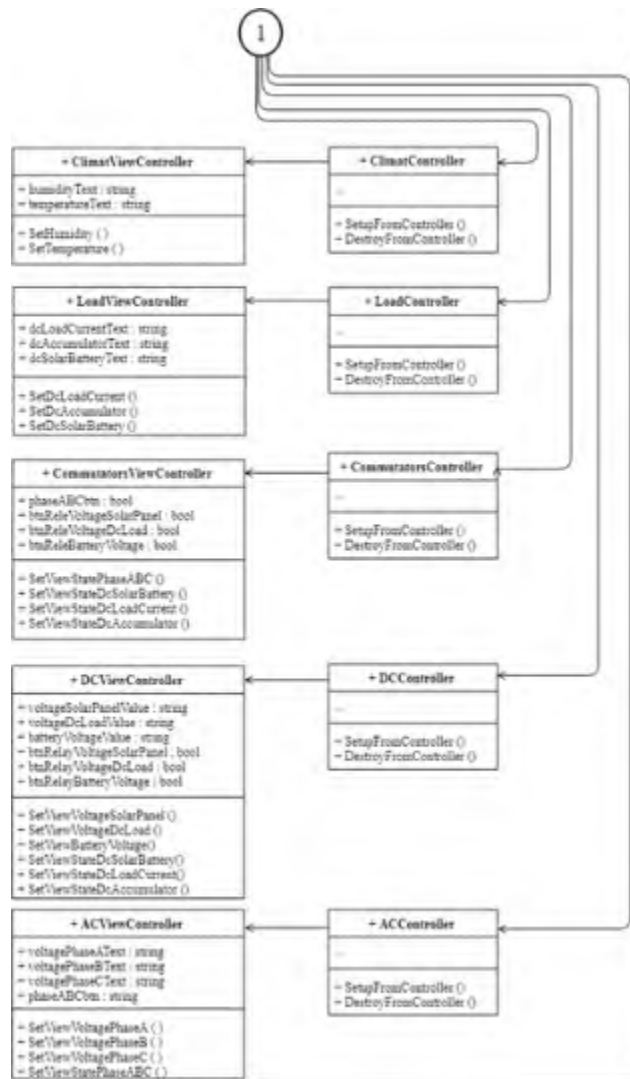 1
+ ClimatViewController
+ humidityText : string
+ temperatureText : string
+ SetHumidity ( )
+ SetTemperature ( )
+ ClimatController
...
+ SetupFromController ()
+ DestroyFromController ()
+ LoadViewController
+ dcLoadCurrentText : string
+ dcAccumulatorText : string
+ dcSolarBatteryText : string
+ SetDcLoadCurrent ()
+ SetDcAccumulator ()
+ SetDcSolarBattery ()
+ LoadController
...
+ SetupFromController ()
+ DestroyFromController ()
+ CommutatorsViewController
+ phaseABCbtn : bool
+ btnReleVoltageSolarPanel : bool
+ btnReleVoltageDcLoad : bool
+ btnReleBatteryVoltage : bool
+ SetViewStatePhaseABC ()
+ SetViewStateDcSolarBattery ()
+ SetViewStateDcLoadCurrent ()
+ SetViewStateDcAccumulator ()
+ CommutatorsController
...
+ SetupFromController ()
+ DestroyFromController ()
+ DCViewController
+ voltageSolarPanelValue : string
+ voltageDcLoadValue : string
+ batteryVoltageValue : string
+ btnRelayVoltageSolarPanel : bool
+ btnRelayVoltageDcLoad : bool
+ btnRelayBatteryVoltage : bool
+ SetViewVoltageSolarPanel ()
+ SetViewVoltageDcLoad ()
+ SetViewBatteryVoltage()
+ SetViewStateDcSolarBattery()
+ SetViewStateDcLoadCurrent()
+ SetViewStateDcAccumulator ()
+ DCController
...
+ SetupFromController ()
+ DestroyFromController ()
+ ACViewController
+ voltagePhaseAText : string
+ voltagePhaseBText : string
+ voltagePhaseCText : string
+ phaseABCbtn : string
+ SetViewVoltagePhaseA ( )
+ SetViewVoltagePhaseB ( )
+ SetViewVoltagePhaseC ( )
+ SetViewStatePhaseABC ( )
+ ACController
...
+ SetupFromController ()
+ DestroyFromController ()